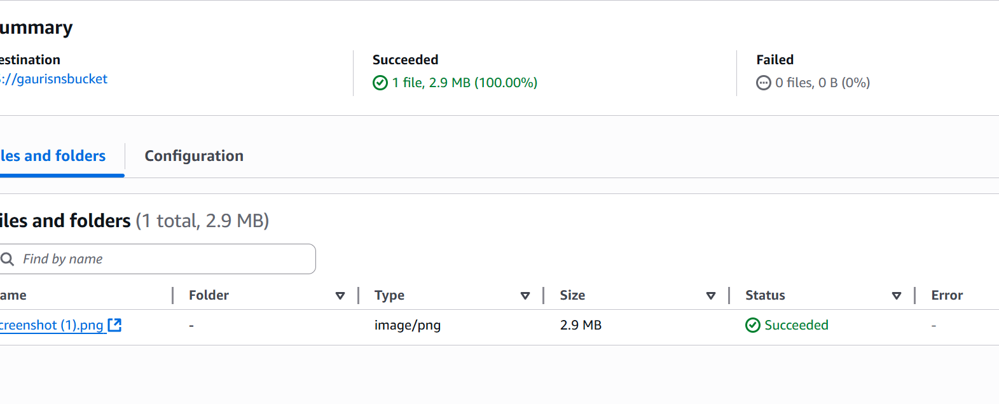 ummary
estination Succeeded Failed
://gaurisnsbucket 1 file, 2.9 MB (100.00%) 0 files, 0 B (0%)
les and folders Configuration
iles and folders (1 total, 2.9 MB)
Find by name
ame Folder Type Size Status Error
creenshot (1).png - image/png 2.9 MB Succeeded -